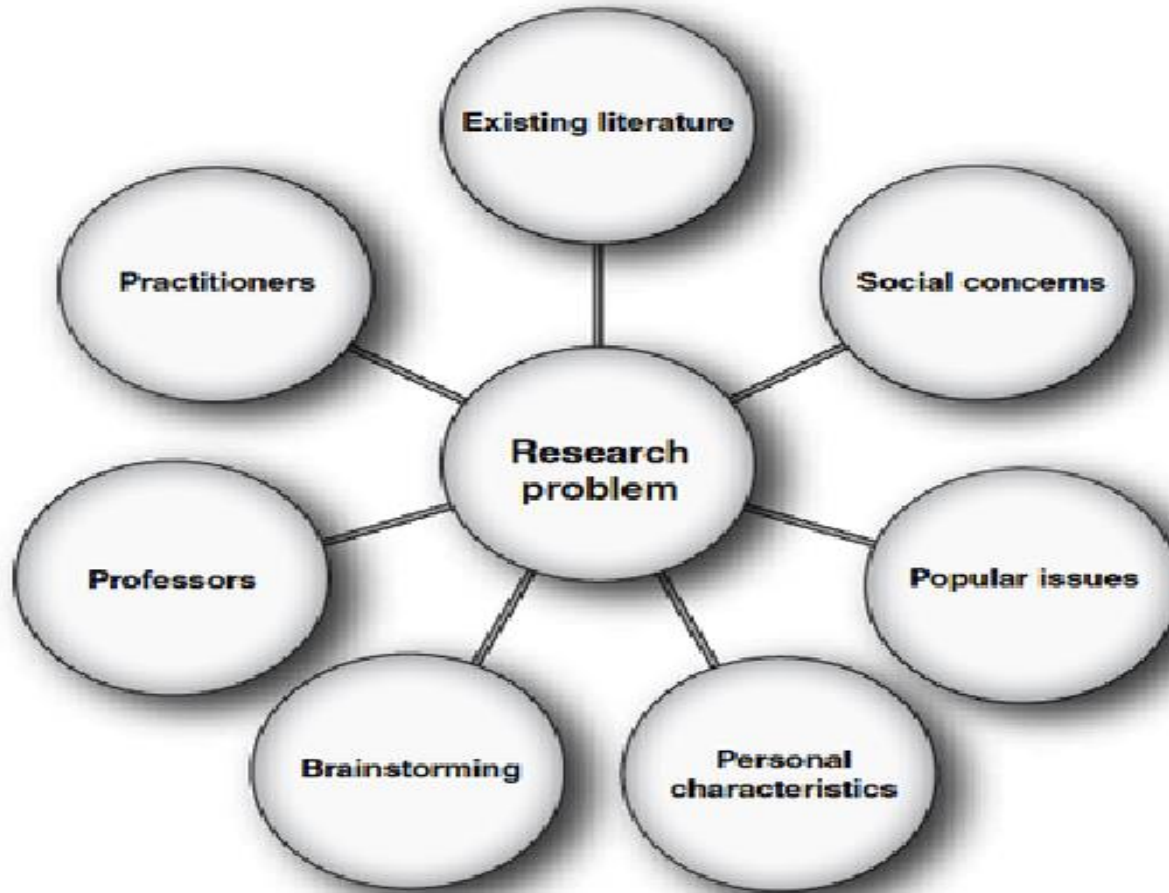 Existing literature
Practitioners
Social concerns
Research
problem
Professors
Popular issues
Brainstorming
Personal
characteristics